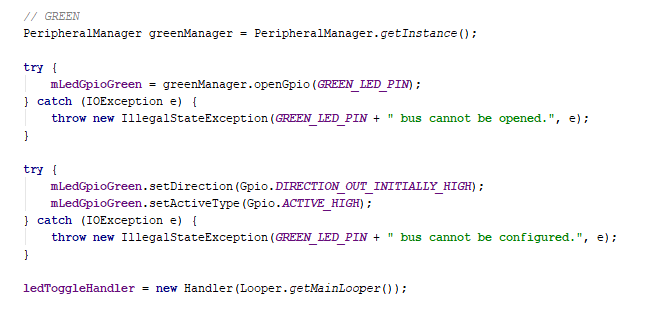 // GREEN
PeripheralManager greenManager = PeripheralManager.getInstance();
try {
mLedGpioGreen = greenManager.openGpio(GREEN_LED_PIN);
} catch (IOException e) {
throw new IllegalStateException(GREEN_LED_PIN + " bus cannot be opened.", e);
}
try {
mLedGpioGreen.setDirection(Gpio.DIRECTION_OUT_INITIALLY_HIGH);
mLedGpioGreen.setActiveType(Gpio.ACTIVE_HIGH);
} catch (IOException e) {
throw new IllegalStateException(GREEN_LED_PIN + " bus cannot be configured.", e);
}
ledToggleHandler = new Handler(Looper.getMainLooper());